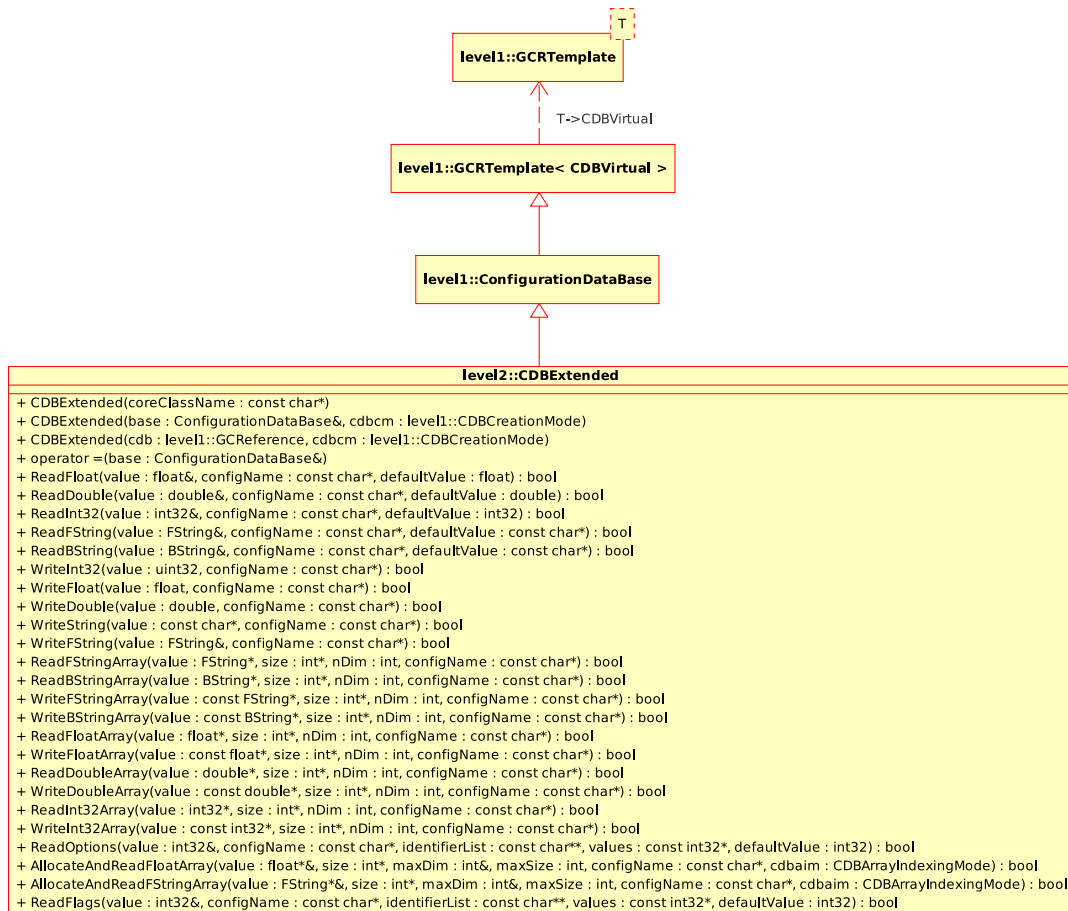 T
level1::GCRTemplate
T->CDBVirtual
level1::GCRTemplate< CDBVirtual >
level1::ConfigurationDataBase
level2::CDBExtended
+ CDBExtended(coreClassName : const char*)
+ CDBExtended(base : ConfigurationDataBase&, cdbcm : level1::CDBCreationMode)
+ CDBExtended(cdb : level1::GCReference, cdbcm : level1::CDBCreationMode)
+ operator =(base : ConfigurationDataBase&)
+ ReadFloat(value : float&, configName : const char*, defaultValue : float) : bool
+ ReadDouble(value : double&, configName : const char*, defaultValue : double) : bool
+ ReadInt32(value : int32&, configName : const char*, defaultValue : int32) : bool
+ ReadFString(value : FString&, configName : const char*, defaultValue : const char*) : bool
+ ReadBString(value : BString&, configName : const char*, defaultValue : const char*) : bool
+ WriteInt32(value : uint32, configName : const char*) : bool
+ WriteFloat(value : float, configName : const char*) : bool
+ WriteDouble(value : double, configName : const char*) : bool
+ WriteString(value : const char*, configName : const char*) : bool
+ WriteFString(value : FString&, configName : const char*) : bool
+ ReadFStringArray(value : FString*, size : int*, nDim : int, configName : const char*) : bool
+ ReadBStringArray(value : BString*, size : int*, nDim : int, configName : const char*) : bool
+ WriteFStringArray(value : const FString*, size : int*, nDim : int, configName : const char*) : bool
+ WriteBStringArray(value : const BString*, size : int*, nDim : int, configName : const char*) : bool
+ ReadFloatArray(value : float*, size : int*, nDim : int, configName : const char*) : bool
+ WriteFloatArray(value : const float*, size : int*, nDim : int, configName : const char*) : bool
+ ReadDoubleArray(value : double*, size : int*, nDim : int, configName : const char*) : bool
+ WriteDoubleArray(value : const double*, size : int*, nDim : int, configName : const char*) : bool
+ ReadInt32Array(value : int32*, size : int*, nDim : int, configName : const char*) : bool
+ WriteInt32Array(value : const int32*, size : int*, nDim : int, configName : const char*) : bool
+ ReadOptions(value : int32&, configName : const char*, identifierList : const char**, values : const int32*, defaultValue : int32) : bool
+ AllocateAndReadFloatArray(value : float*&, size : int*, maxDim : int&, maxSize : int, configName : const char*, cdbaim : CDBArrayIndexingMode) : bool
+ AllocateAndReadFStringArray(value : FString*&, size : int*, maxDim : int&, maxSize : int, configName : const char*, cdbaim : CDBArrayIndexingMode) : bool
+ ReadFlags(value : int32&, configName : const char*, identifierList : const char**, values : const int32*, defaultValue : int32) : bool